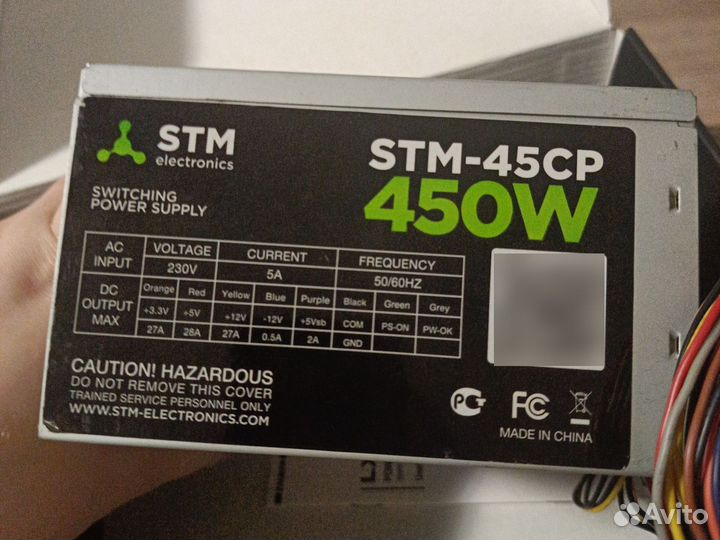 STM
electronics
STM-45CP
450W
SWITCHING
POWER SUPPLY
AC INPUT VOLTAGE CURRENT FREQUENCY
230V 5A 50/60HZ
DC OUTPUT MAX Orange Red Yellow Blue Purple Black Green Grey
+3.3V +5V +12V -12V +5Vsb COM PS-ON PW-OK
27A 28A 27A 0.5A 2A GND
CAUTION! HAZARDOUS
DO NOT REMOVE THIS COVER
TRAINED SERVICE PERSONNEL ONLY
WWW.STM-ELECTRONICS.COM
РСТ FC
MADE IN CHINA
Avito